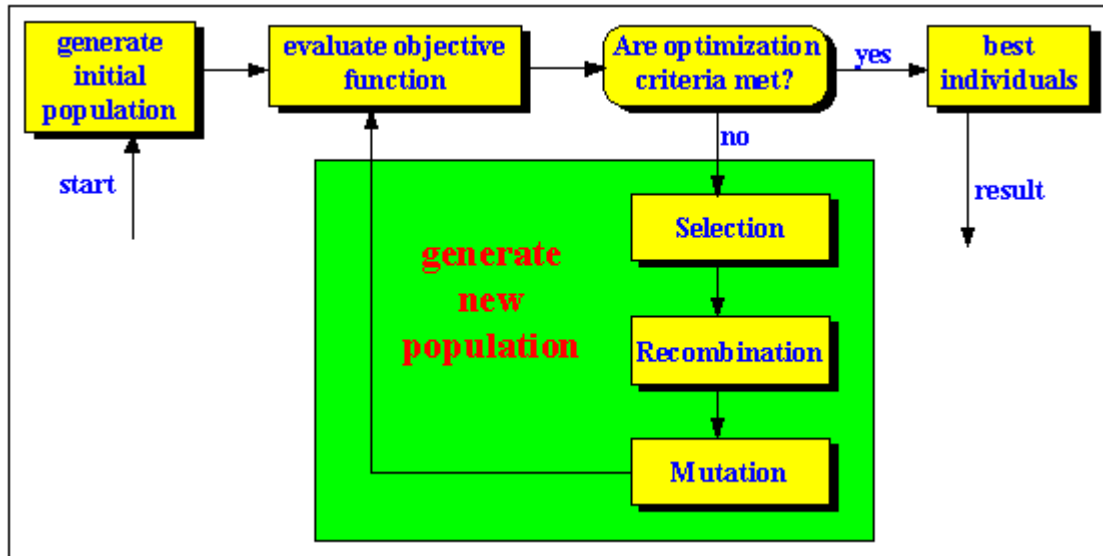 generate
initial
population
evaluate objective
function
Are optimization
criteria met?
yes
best
individuals
start
no
result
Selection
generate
new
population
Recombination
Mutation